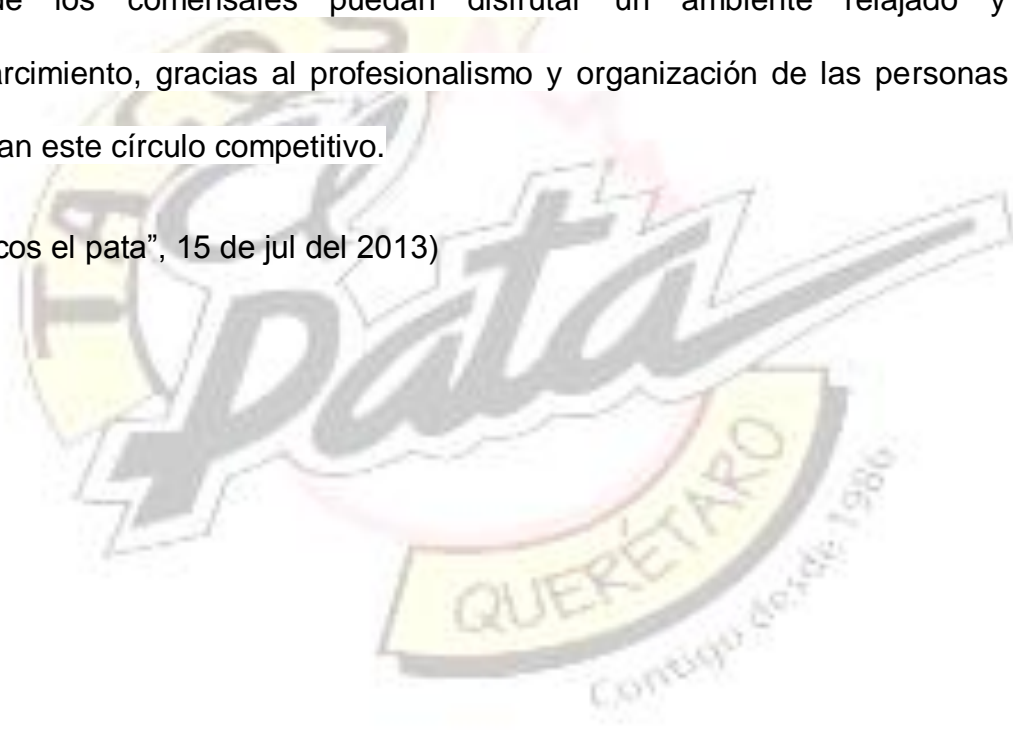 los comensales puedan disfrutar un ambiente relajado y
arcimiento, gracias al profesionalismo y organización de las personas
an este círculo competitivo.
cos el pata”, 15 de jul del 2013)
Pata
QUERÉTARO
Contigo desde 1986